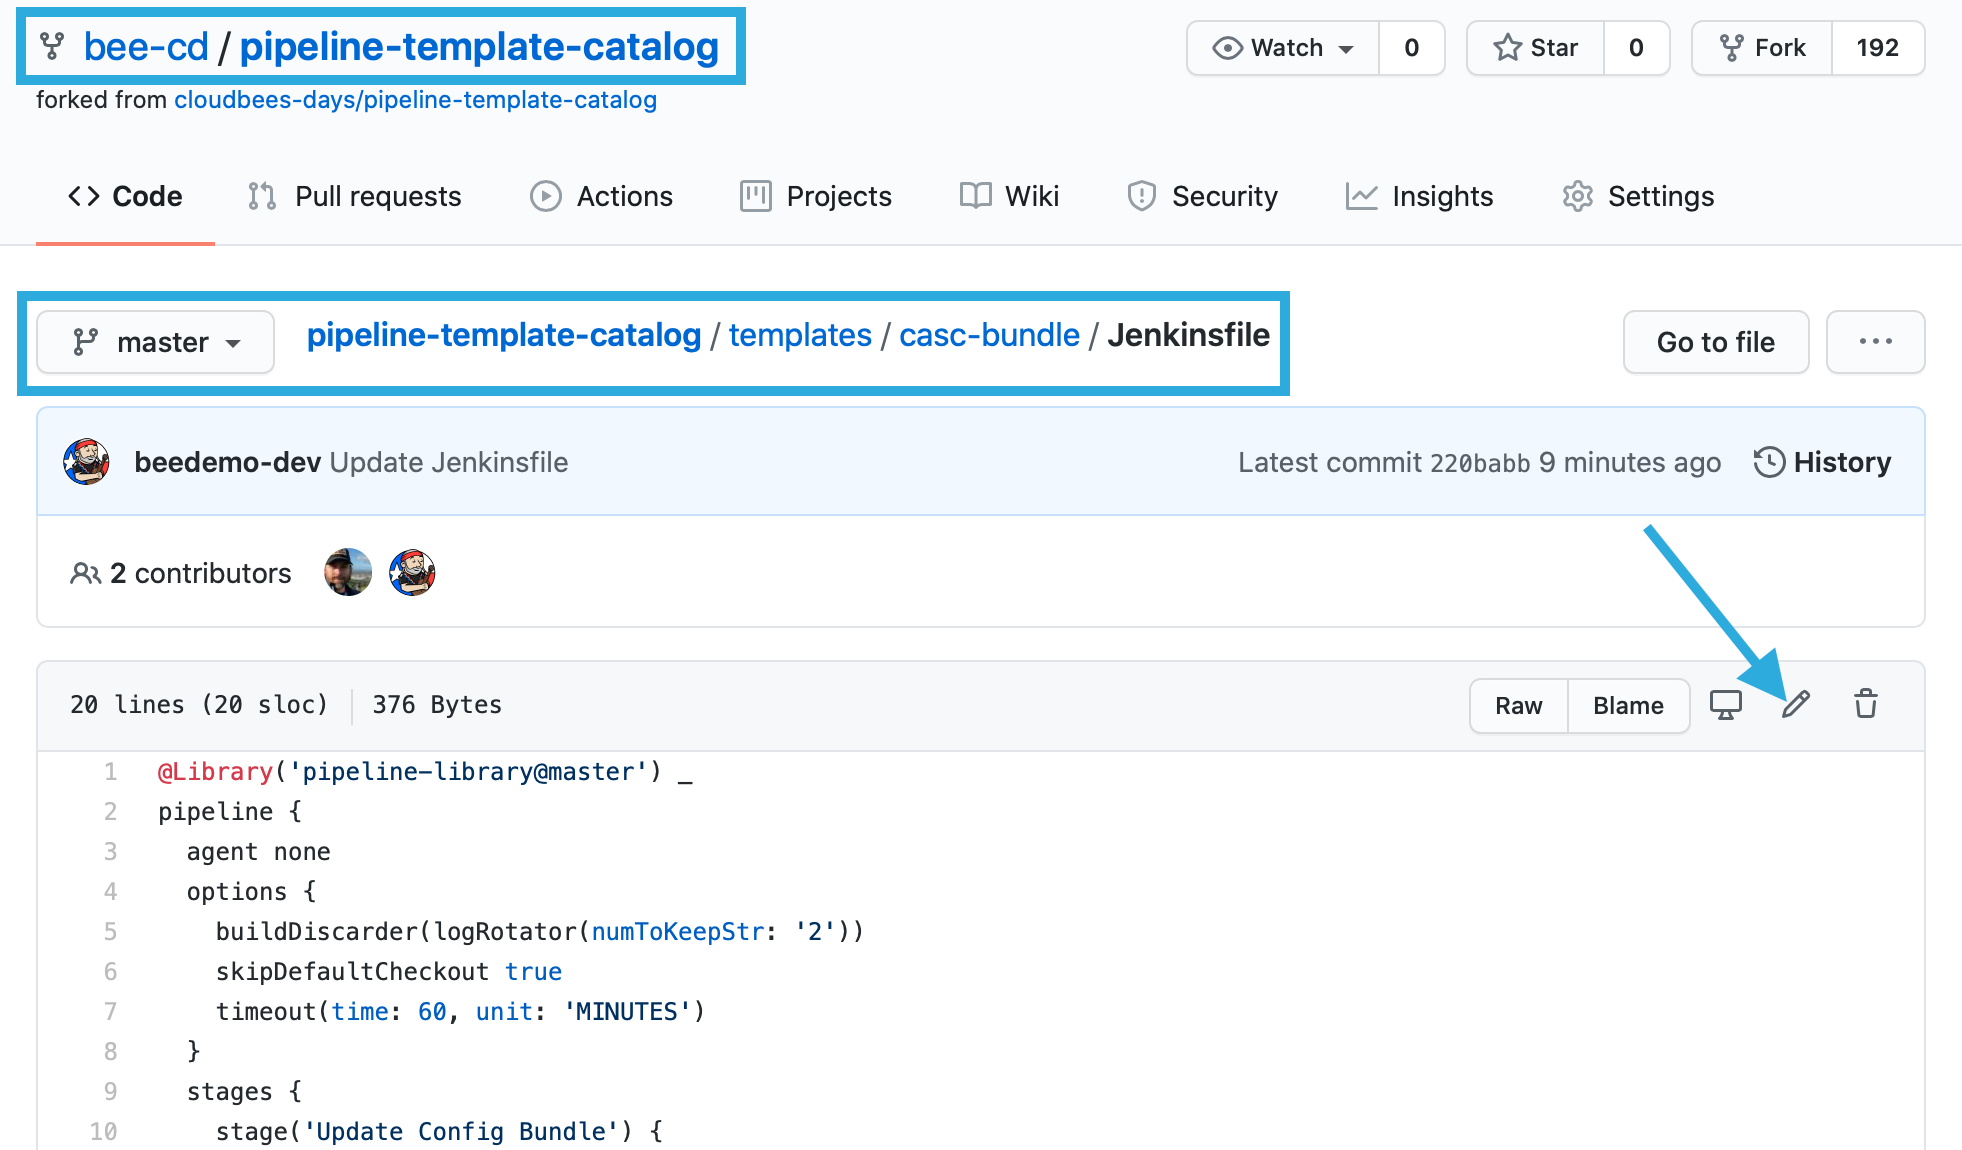 bee-cd / pipeline-template-catalog
Watch 0 Star 0 Fork 192
forked from cloudbees-days/pipeline-template-catalog
Code Pull requests Actions Projects Wiki Security Insights Settings
master pipeline-template-catalog / templates / casc-bundle / Jenkinsfile Go to file ···
beedemo-dev Update Jenkinsfile Latest commit 220babb 9 minutes ago History
2 contributors
20 lines (20 sloc) 376 Bytes Raw Blame
1 @Library('pipeline-library@master') _
2 pipeline {
3   agent none
4   options {
5     buildDiscarder(logRotator(numToKeepStr: '2'))
6     skipDefaultCheckout true
7     timeout(time: 60, unit: 'MINUTES')
8   }
9   stages {
10     stage('Update Config Bundle') {